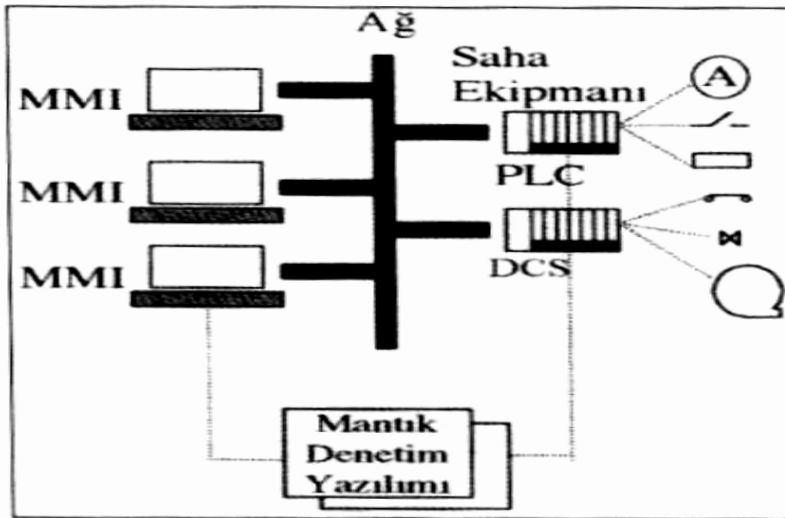 Ağ
MMI
MMI
MMI
Saha
Ekipmanı
A
PLC
DCS
Mantık
Denetim
Yazılımı